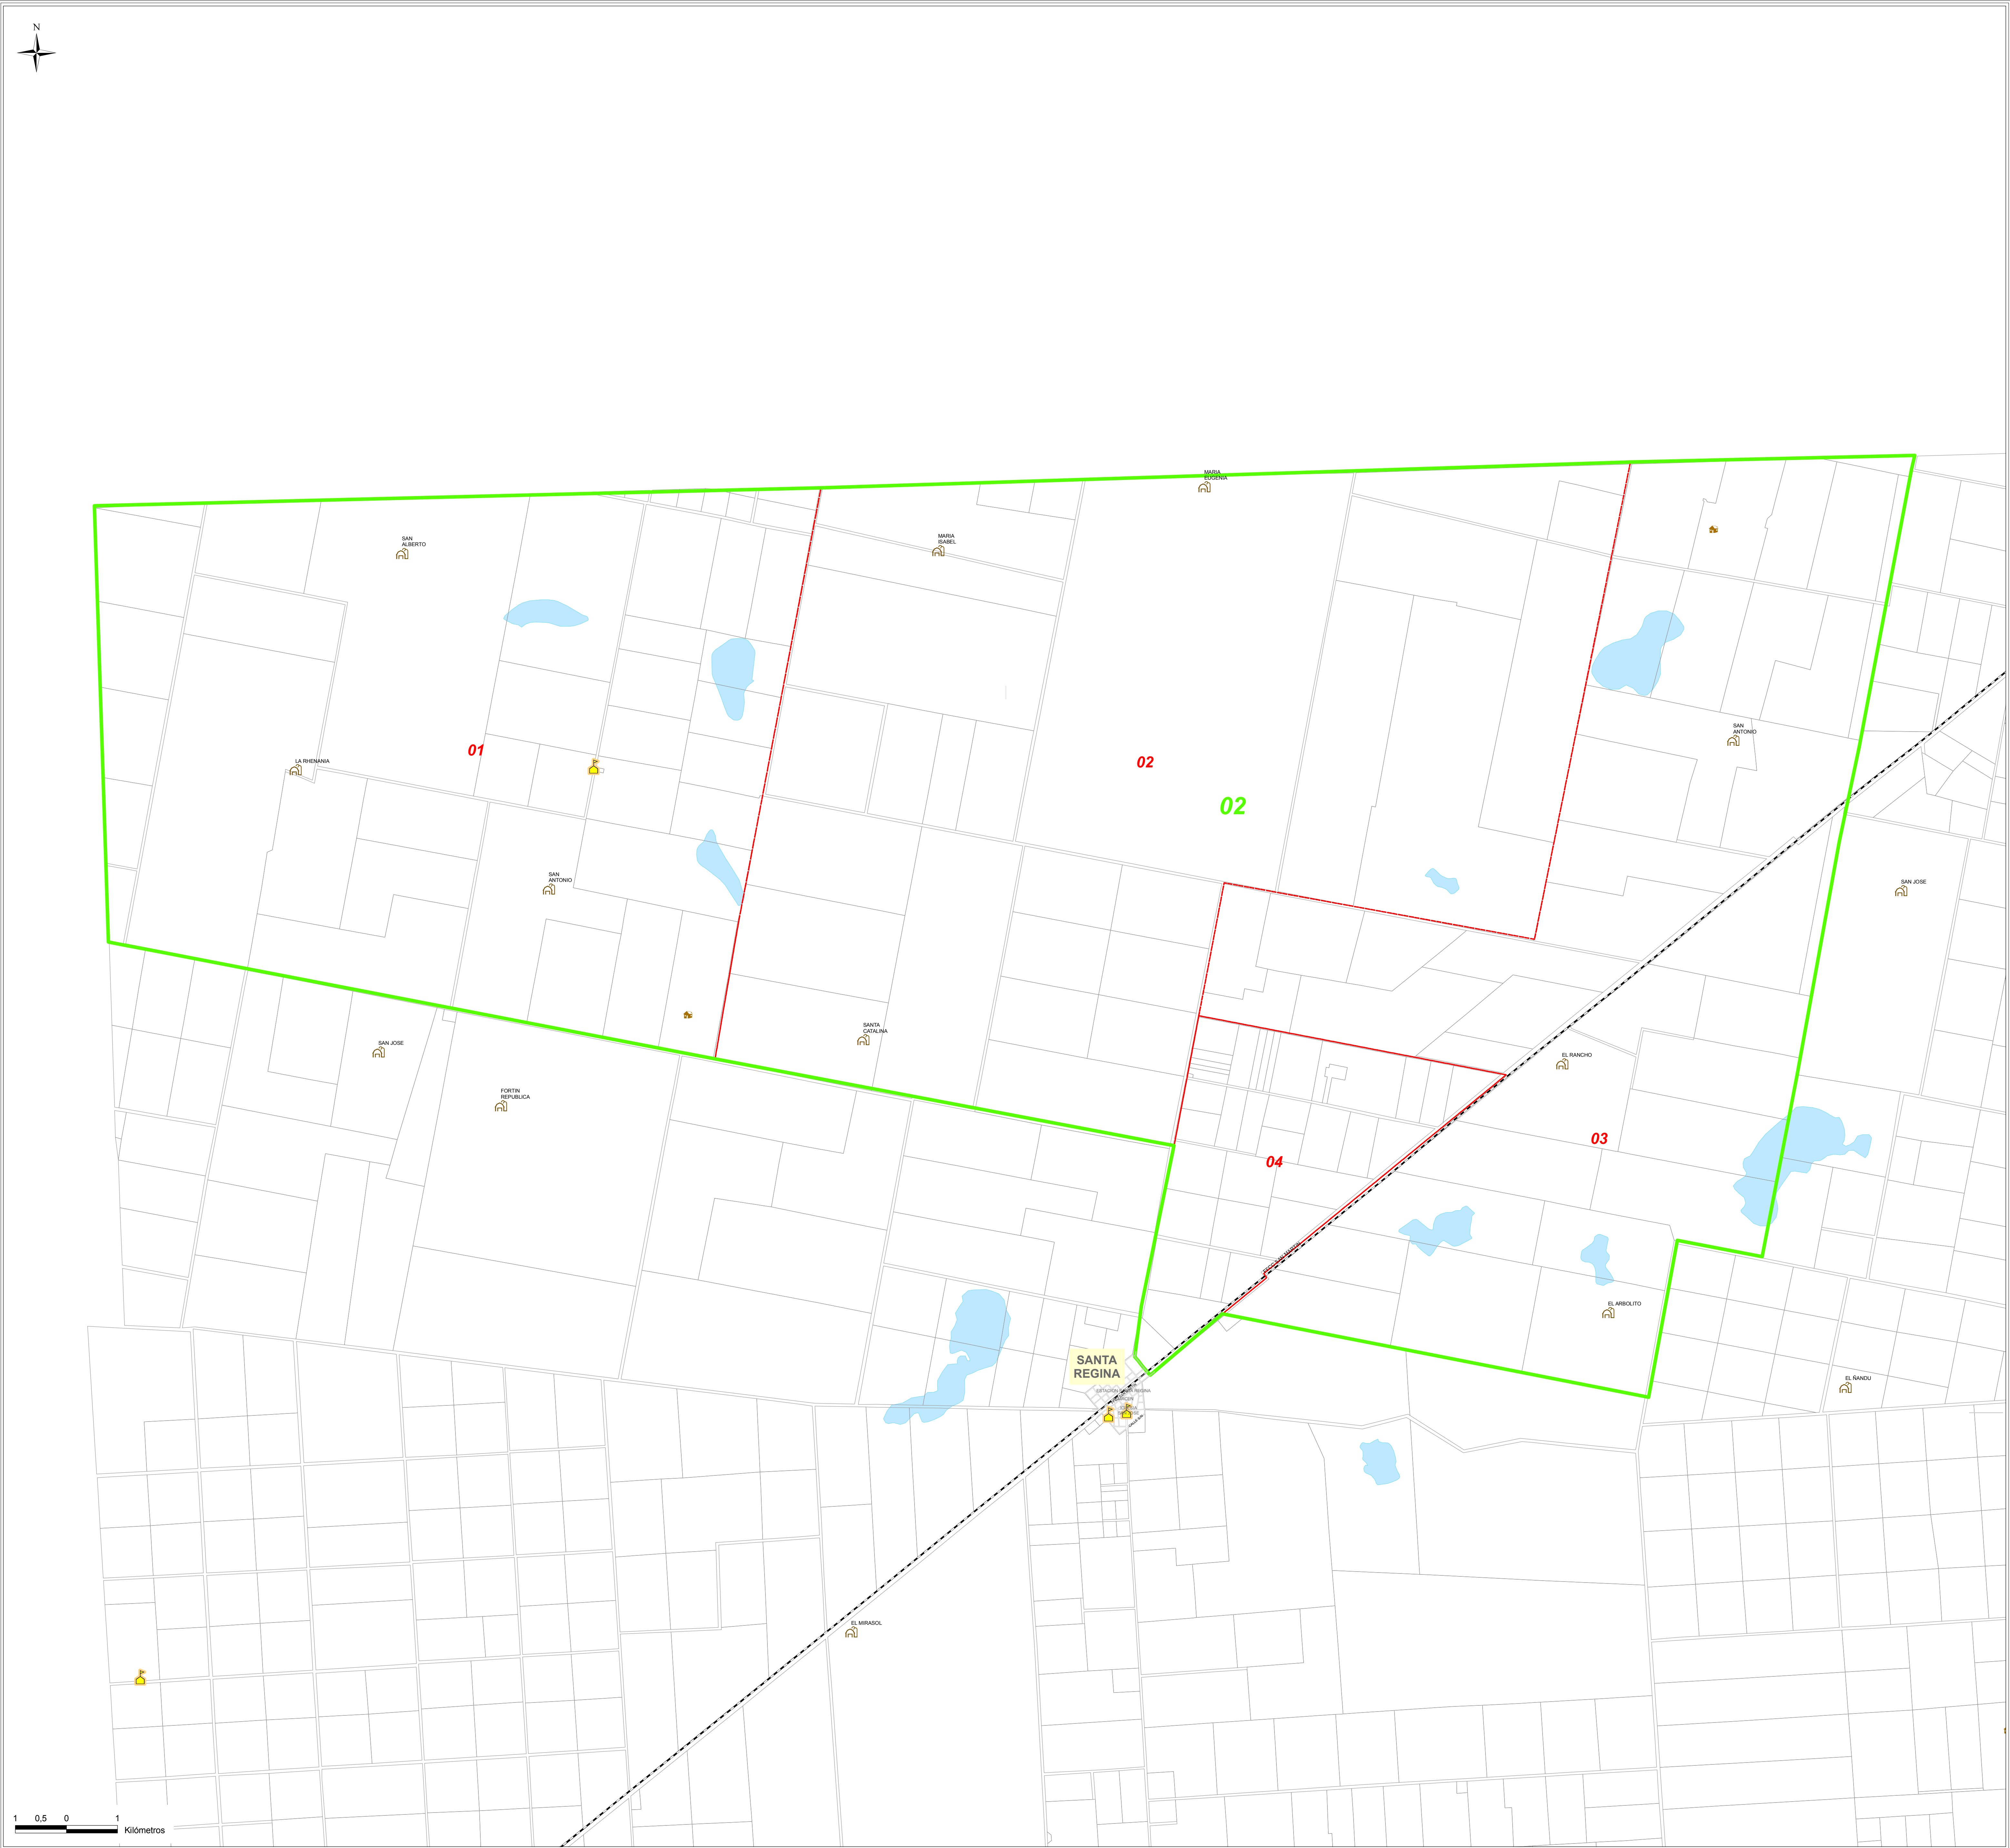 N
MARIA
EUGENIA
SAN
ALBERTO
MARIA
ISABEL
SAN
ANTONIO
LA RHENANIA
01
02
02
SAN
ANTONIO
SAN JOSE
SANTA
CATALINA
SAN JOSE
EL RANCHO
FORTIN
REPUBLICA
03
04
EL ARBOLITO
SANTA
REGINA
EL ÑANDU
EL MIRASOL
1 0,5 0 1
Kilómetros